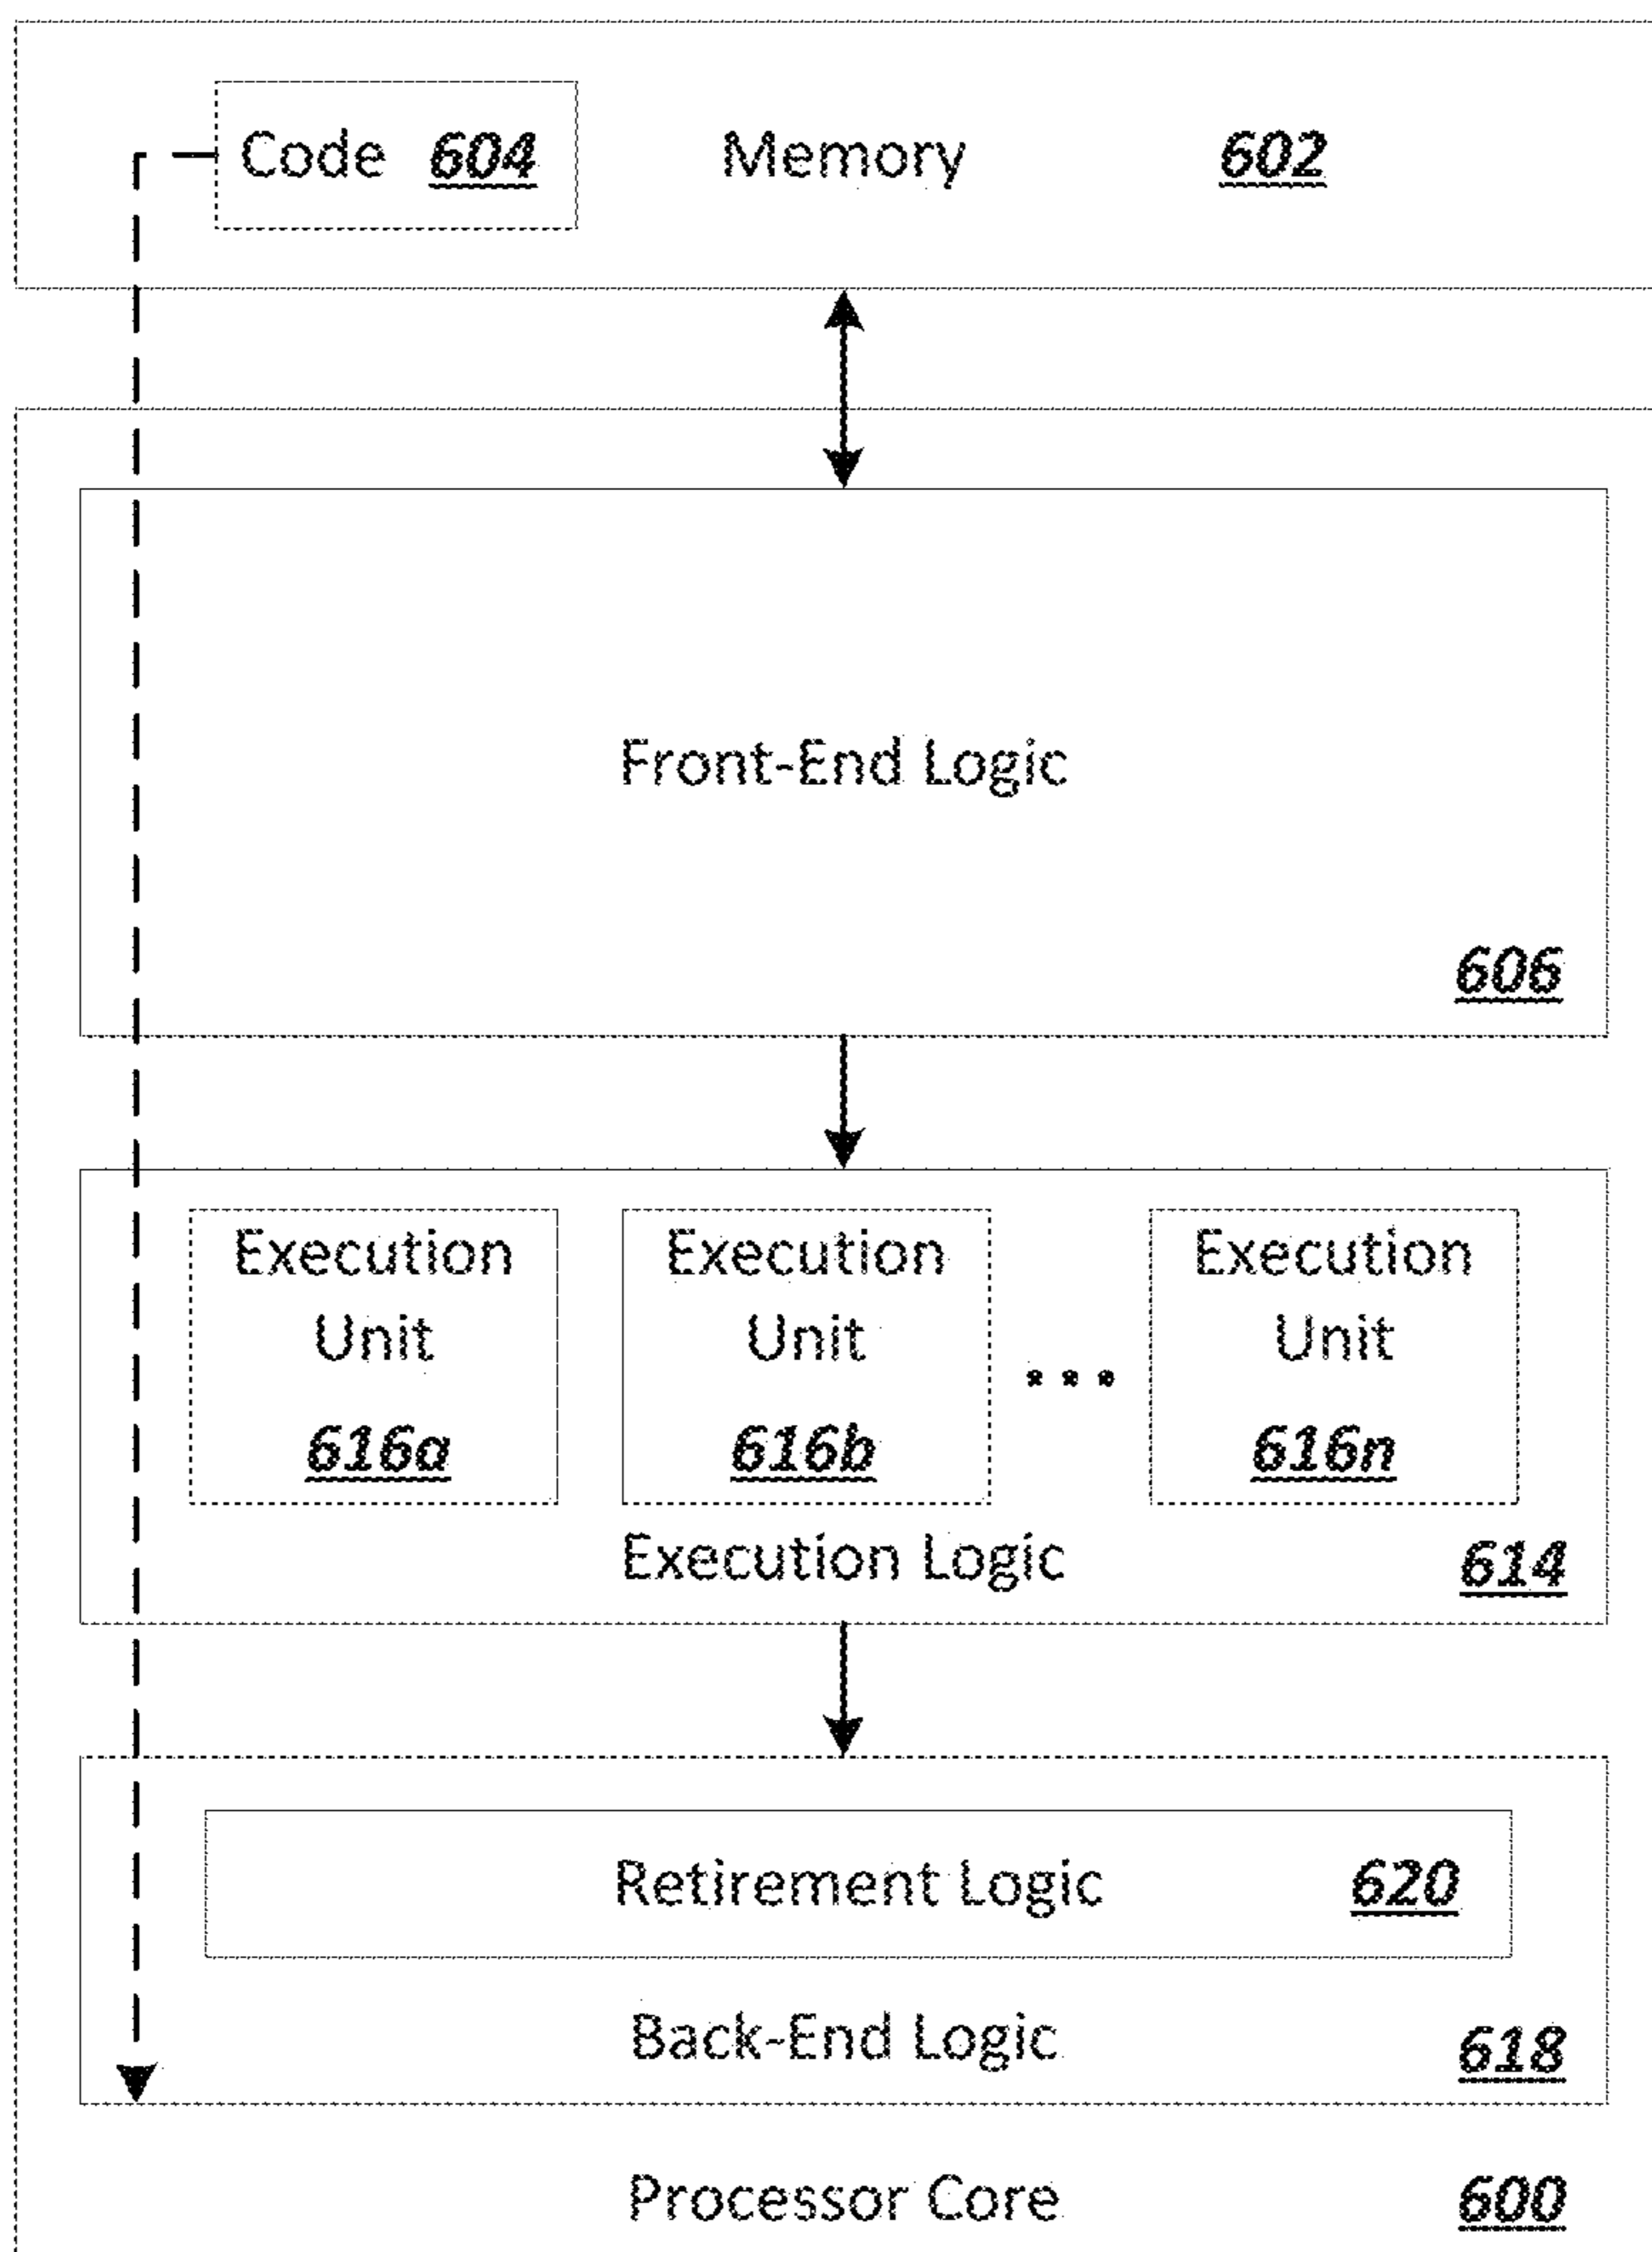 Code 604 Memory 602
Front-End Logic
606
Execution Execution Execution
Unit Unit Unit
...
616a 616b 616n
Execution Logic 614
Retirement Logic 620
Back-End Logic 618
Processor Core 600